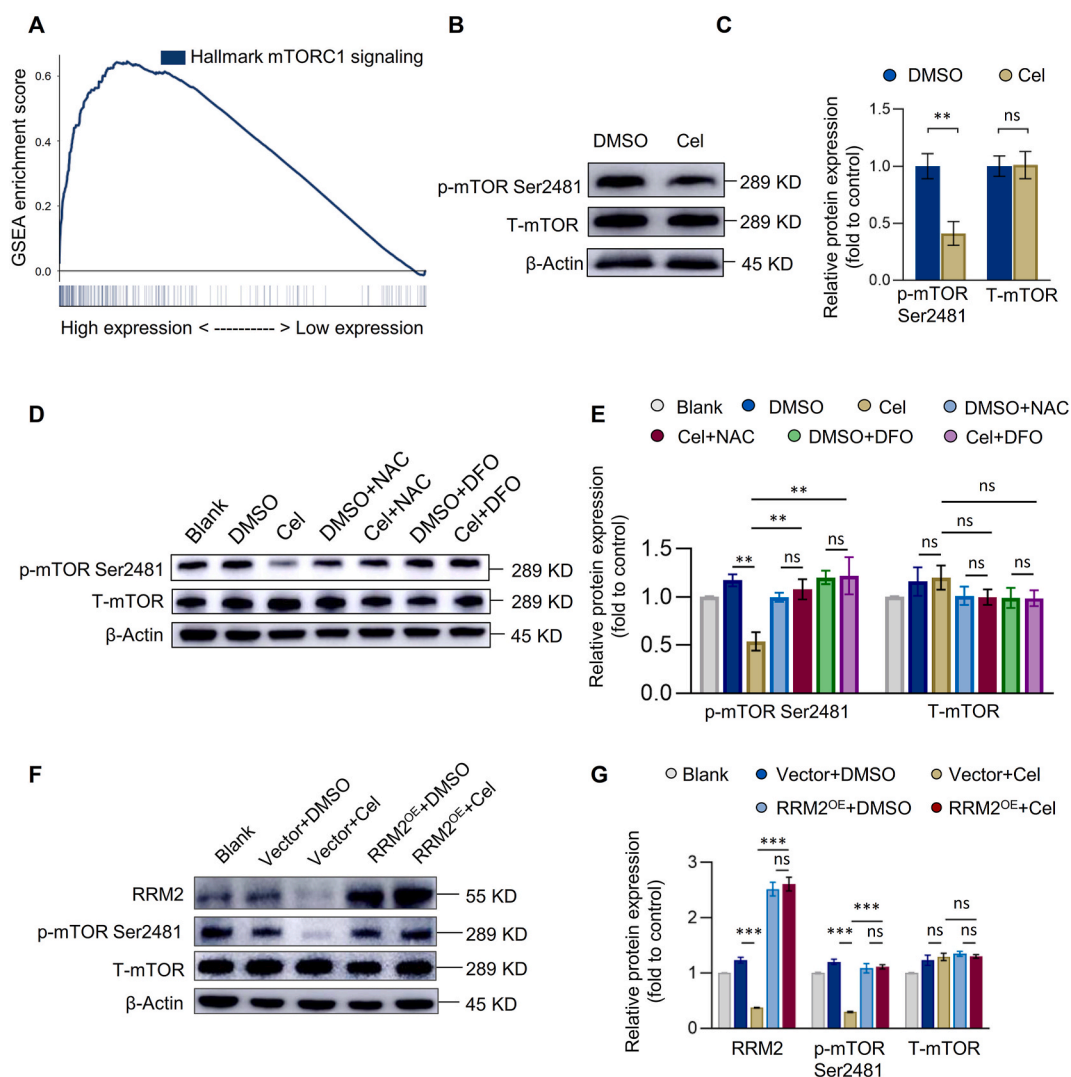 A
Hallmark mTORC1 signaling
GSEA enrichment score
0.6
0.4
0.2
0.0
High expression < ---------- > Low expression
B
DMSO Cel
p-mTOR Ser2481 289 KD
T-mTOR 289 KD
β-Actin 45 KD
C
DMSO Cel
Relative protein expression
(fold to control)
1.5
1.0
0.5
0.0
** ns
p-mTOR
Ser2481
T-mTOR
D
Blank DMSO Cel DMSO+NAC Cel+NAC DMSO+DFO Cel+DFO
p-mTOR Ser2481 289 KD
T-mTOR 289 KD
β-Actin 45 KD
E
Blank DMSO Cel DMSO+NAC
Cel+NAC DMSO+DFO Cel+DFO
Relative protein expression
(fold to control)
1.5
1.0
0.5
0.0
** ns
** ns
** ns ns ns ns ns
p-mTOR Ser2481 T-mTOR
F
Blank Vector+DMSO Vector+Cel RRM2OE+DMSO RRM2OE+Cel
RRM2 55 KD
p-mTOR Ser2481 289 KD
T-mTOR 289 KD
β-Actin 45 KD
G
Blank Vector+DMSO Vector+Cel
RRM2OE+DMSO RRM2OE+Cel
Relative protein expression
(fold to control)
3
2
1
0
***
ns
*** *** *** ns ns
ns ns
RRM2 p-mTOR
Ser2481
T-mTOR